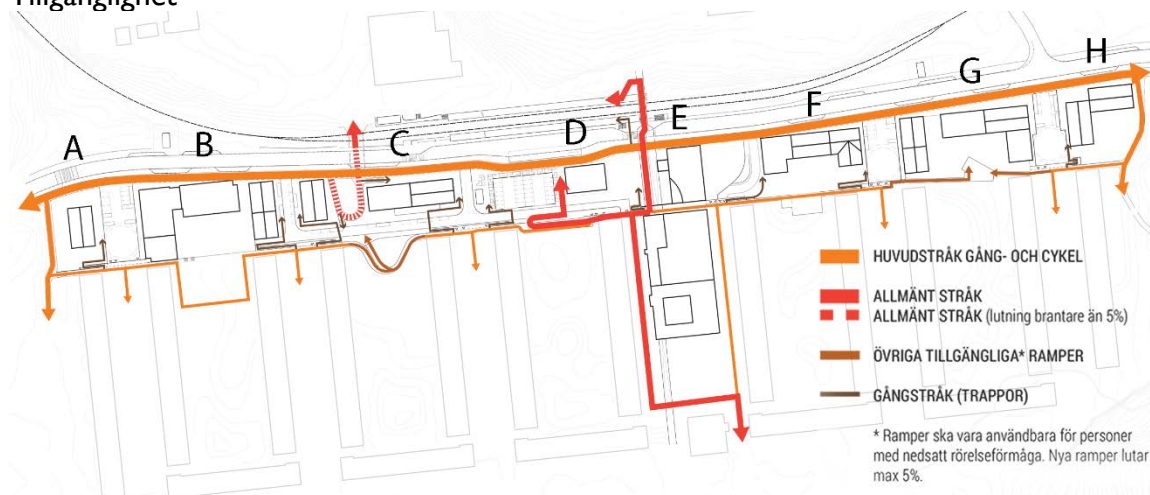 Tillgänglighet
A
B
C
D
E
F
G
H
HUVUDSTRÅK GÅNG- OCH CYKEL
ALLMÄNT STRÅK
ALLMÄNT STRÅK (lutning brantare än 5%)
ÖVRIGA TILLGÄNGLIGA* RAMPER
GÅNGSTRÅK (TRAPPOR)
* Ramper ska vara användbara för personer
med nedsatt rörelseförmåga. Nya ramper lutar
max 5%.